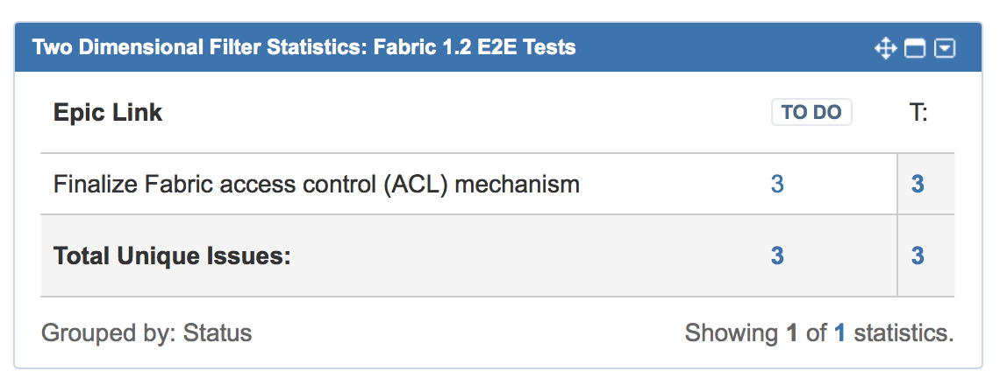 Two Dimensional Filter Statistics: Fabric 1.2 E2E Tests
Epic Link TO DO T:
Finalize Fabric access control (ACL) mechanism 3 3
Total Unique Issues: 3 3
Grouped by: Status Showing 1 of 1 statistics.